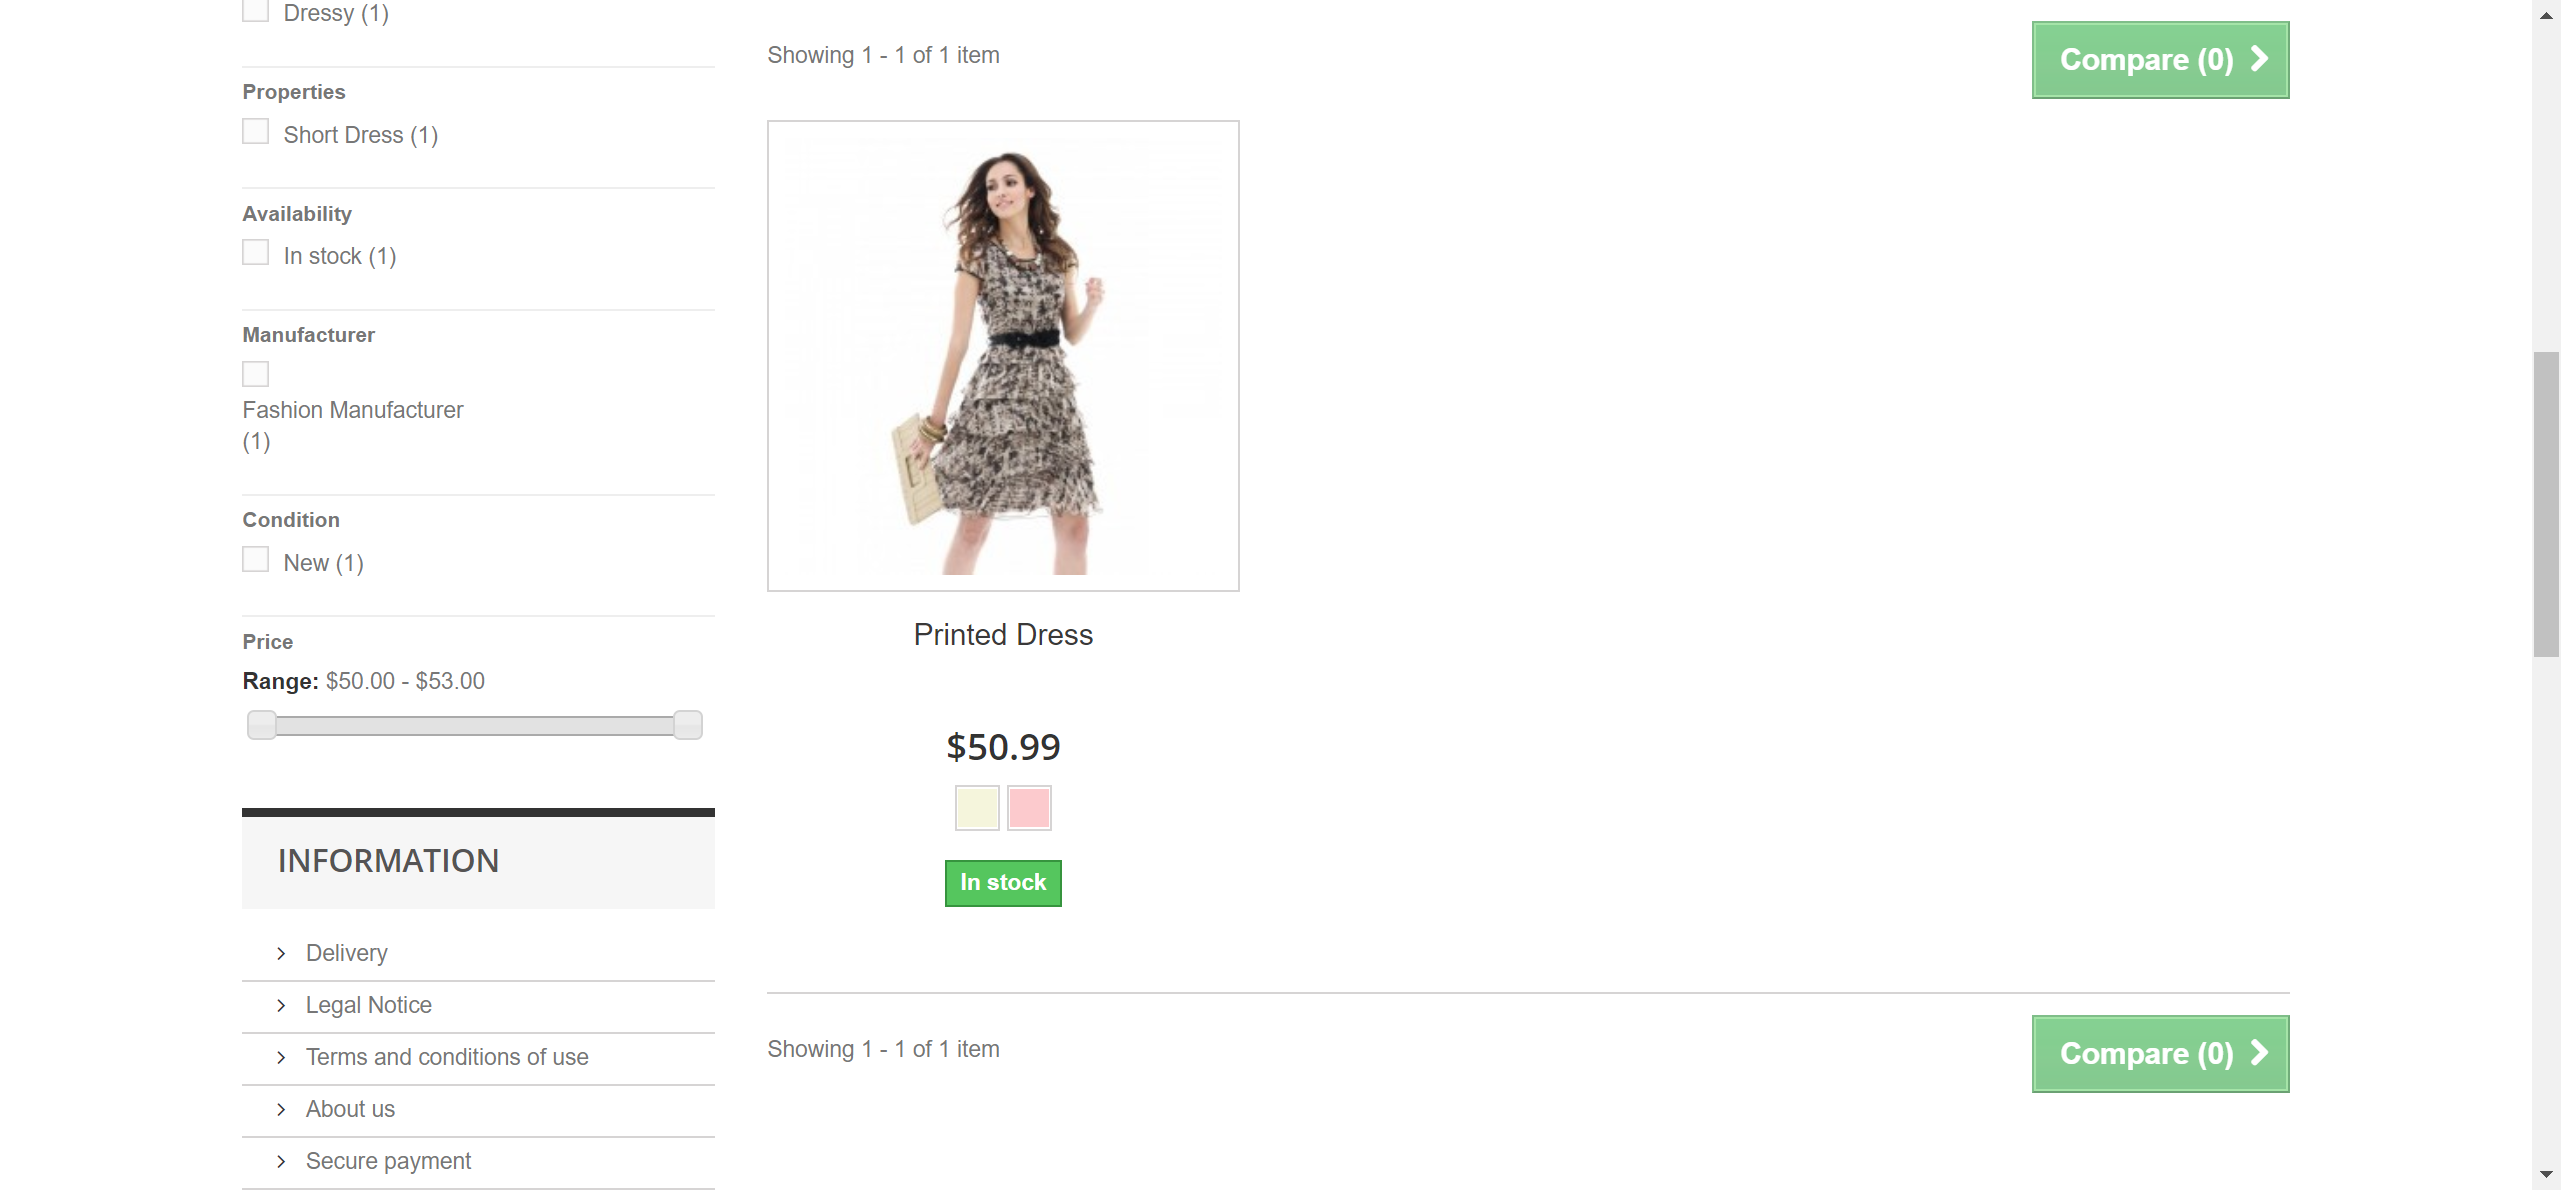 Dressy (1)
Properties
Short Dress (1)
Availability
In stock (1)
Manufacturer
Fashion Manufacturer
(1)
Condition
New (1)
Price
Range: $50.00 - $53.00
INFORMATION
Delivery
Legal Notice
Terms and conditions of use
About us
Secure payment
Showing 1 - 1 of 1 item
Compare (0)
Printed Dress
$50.99
In stock
Showing 1 - 1 of 1 item
Compare (0)